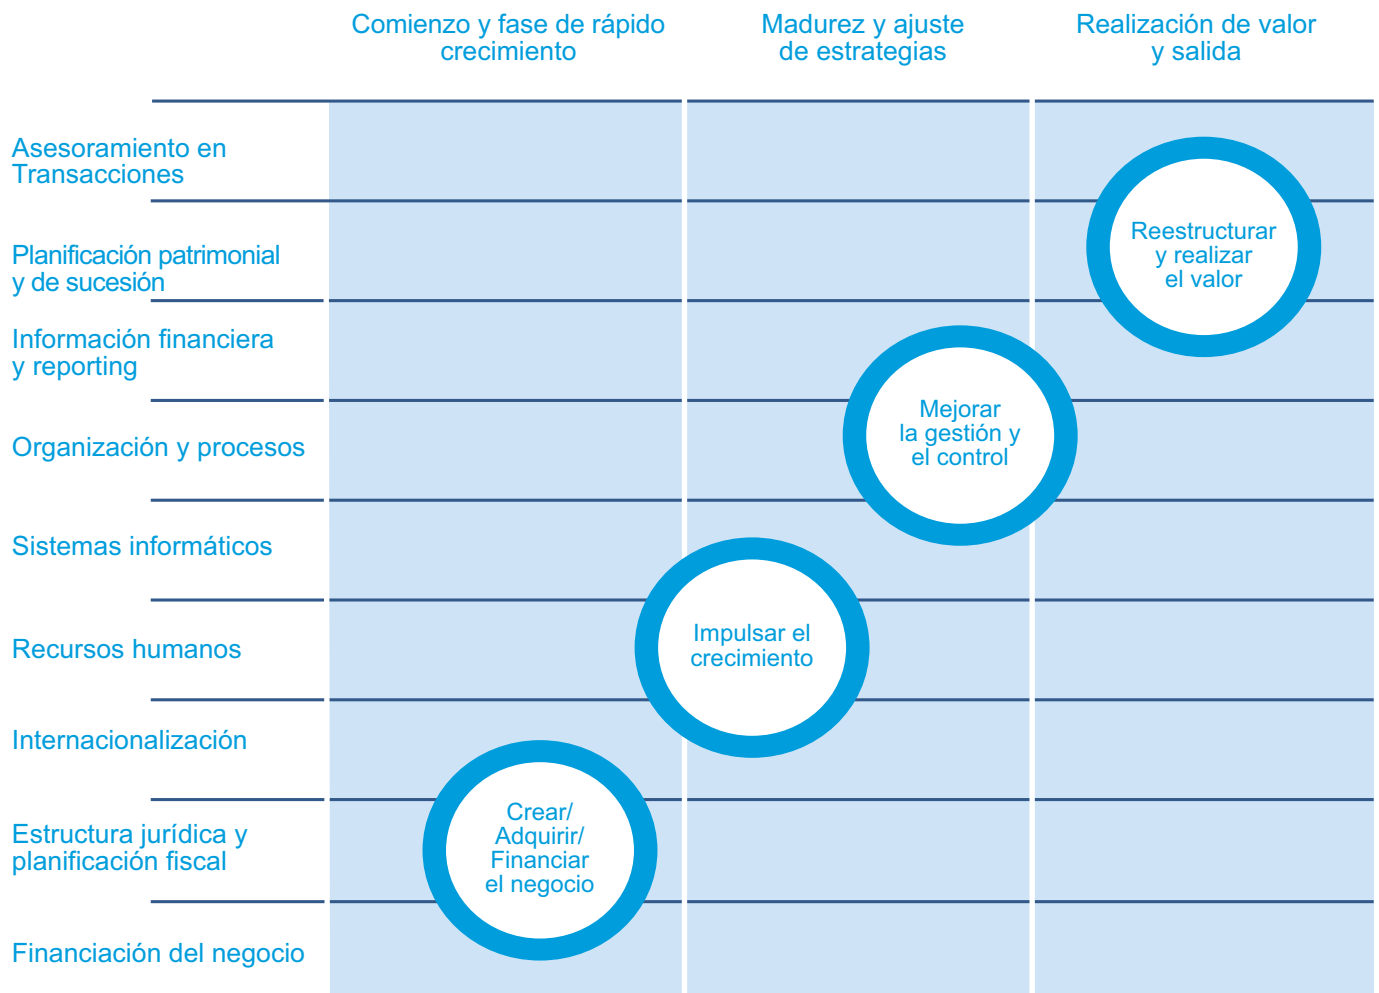 Comienzo y fase de rápido
crecimiento
Madurez y ajuste
de estrategias
Realización de valor
y salida
Asesoramiento en
Transacciones
Reestructurar
y realizar
el valor
Planificación patrimonial
y de sucesión
Información financiera
y reporting
Mejorar
la gestión y
el control
Organización y procesos
Sistemas informáticos
Impulsar el
crecimiento
Recursos humanos
Internacionalización
Crear/
Adquirir/
Financiar
el negocio
Estructura jurídica y
planificación fiscal
Financiación del negocio